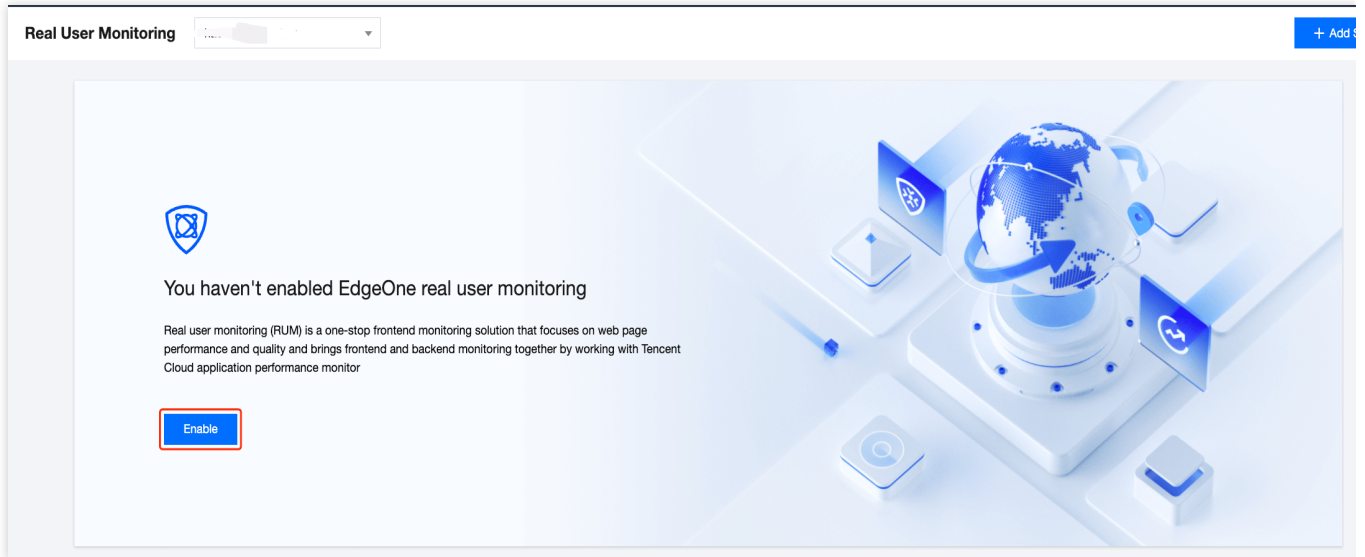 Real User Monitoring
+ Add
You haven't enabled EdgeOne real user monitoring
Real user monitoring (RUM) is a one-stop frontend monitoring solution that focuses on web page
performance and quality and brings frontend and backend monitoring together by working with Tencent
Cloud application performance monitor
Enable